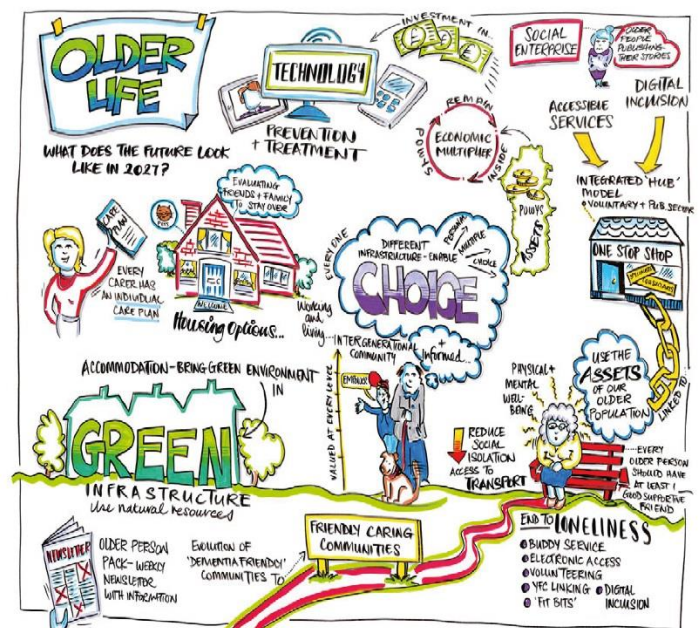 OLDER
LIFE
WHAT DOES THE FUTURE LOOK
LIKE IN 2027?
TECHNOLOGY
PREVENTION
+ TREATMENT
INVESTMENT IN...
REMAIN
INSIDE
POWYS
ECONOMIC
MULTIPLIER
POWYS
ASSETS
SOCIAL
ENTERPRISE
OLDER
PEOPLE
PUBLISHING
THEIR STORIES
ACCESSIBLE
SERVICES
DIGITAL
INCLUSION
INTEGRATED 'HUB'
MODEL
VOLUNTARY + PUB. SECTOR
ONE STOP SHOP
LINKED TO
CARE
PLAN
EVERY
CARER HAS
AN INDIVIDUAL
CARE PLAN
EVALUATING
FRIENDS + FAMILY
TO STAY OVER
WELCOME
Housing Options...
EVERY ONE
DIFFERENT
INFRASTRUCTURE - ENABLE
PERSONAL
MULTIPLE
CHOICE
CHOICE
+
Informed...
Working
and
living...
INTERGENERATIONAL
COMMUNITY
VALUED AT EVERY LEVEL
ACCOMMODATION - BRING GREEN ENVIRONMENT
IN
GREEN
INFRASTRUCTURE
Use natural resources
REDUCE
SOCIAL
ISOLATION
ACCESS TO
TRANSPORT
PHYSICAL +
MENTAL
WELL-
BEING
USE THE
ASSETS
OF OUR
OLDER
POPULATION
EVERY
OLDER PERSON
SHOULD HAVE
AT LEAST 1
GOOD SUPPORTIVE
FRIEND
NEWSLETTER
OLDER PERSON
PACK - WEEKLY
NEWSLETTER
WITH INFORMATION
EVOLUTION OF
'DEMENTIA FRIENDLY'
COMMUNITIES TO
FRIENDLY CARING
COMMUNITIES
END TO LONELINESS
BUDDY SERVICE
ELECTRONIC ACCESS
VOLUNTEERING
YFC LINKING
DIGITAL
INCLUSION
'FIT BITS'